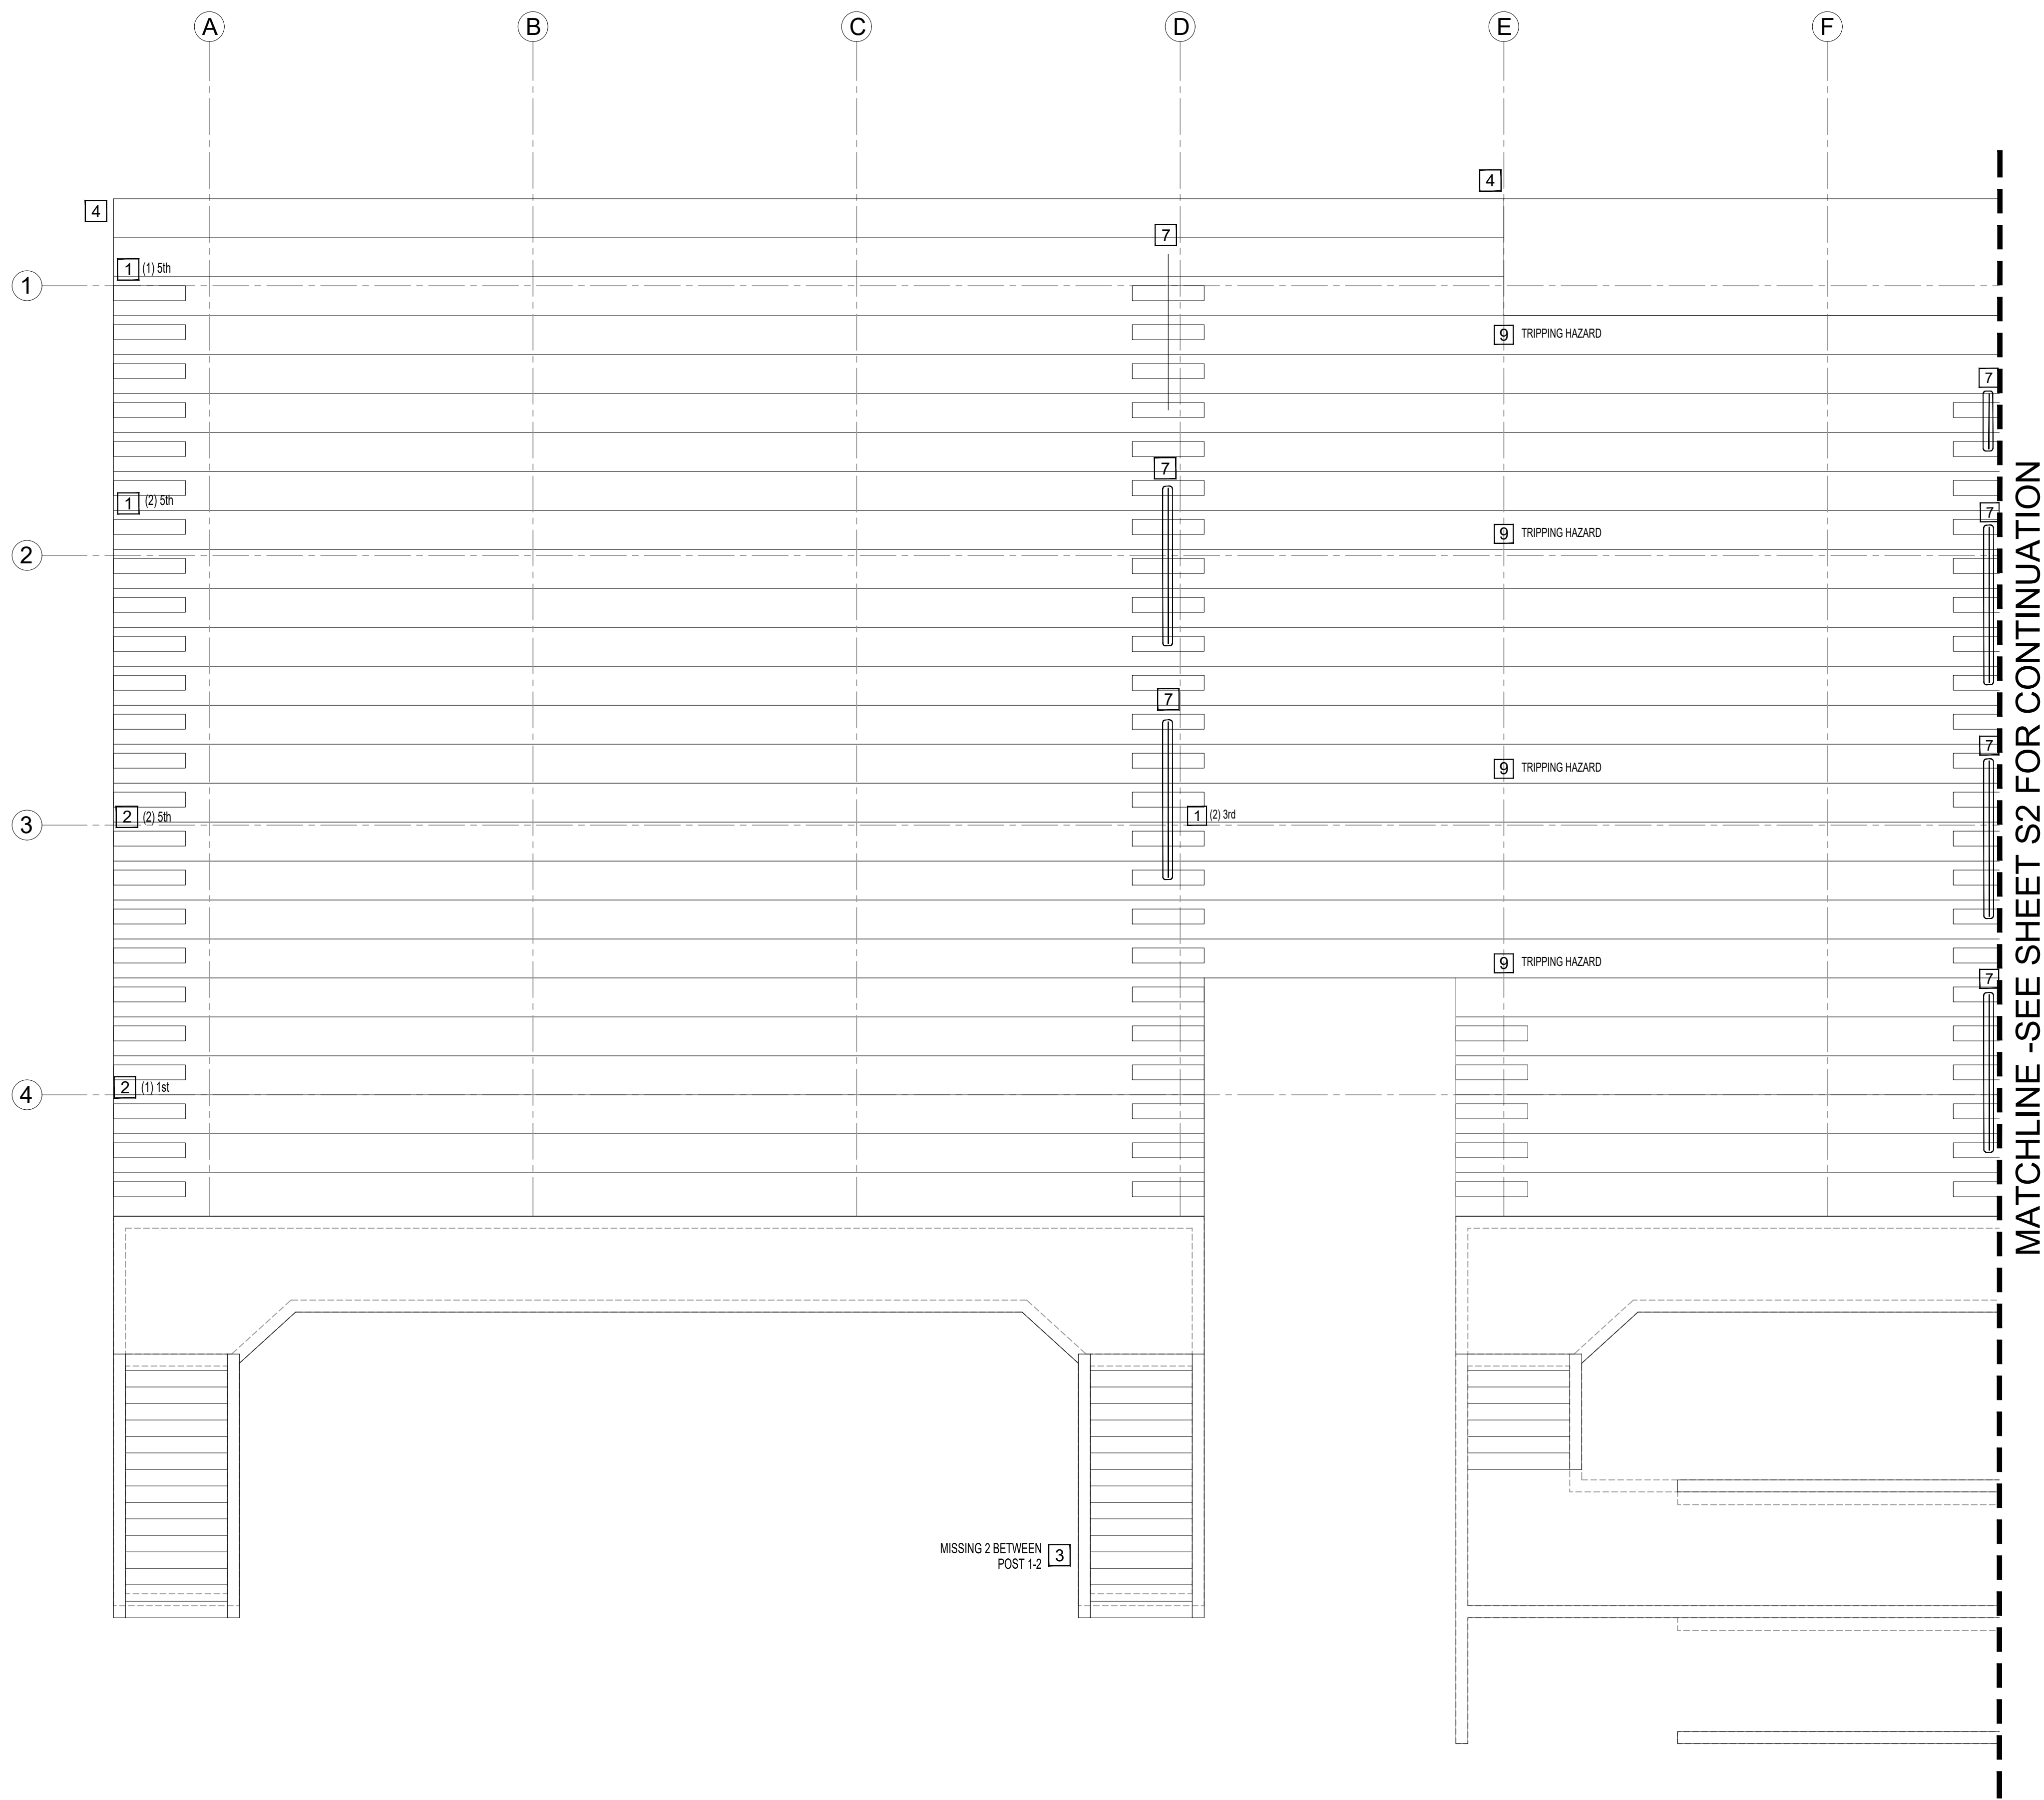 A B C D E F
4
4
7
1 (1) 5th
1
9 TRIPPING HAZARD
7
7
1 (2) 5th
7
9 TRIPPING HAZARD
2
7
7
9 TRIPPING HAZARD
2 (2) 5th
1 (2) 3rd
3
9 TRIPPING HAZARD
7
2 (1) 1st
4
MISSING 2 BETWEEN
POST 1-2
3
MATCHLINE -SEE SHEET S2 FOR CONTINUATION